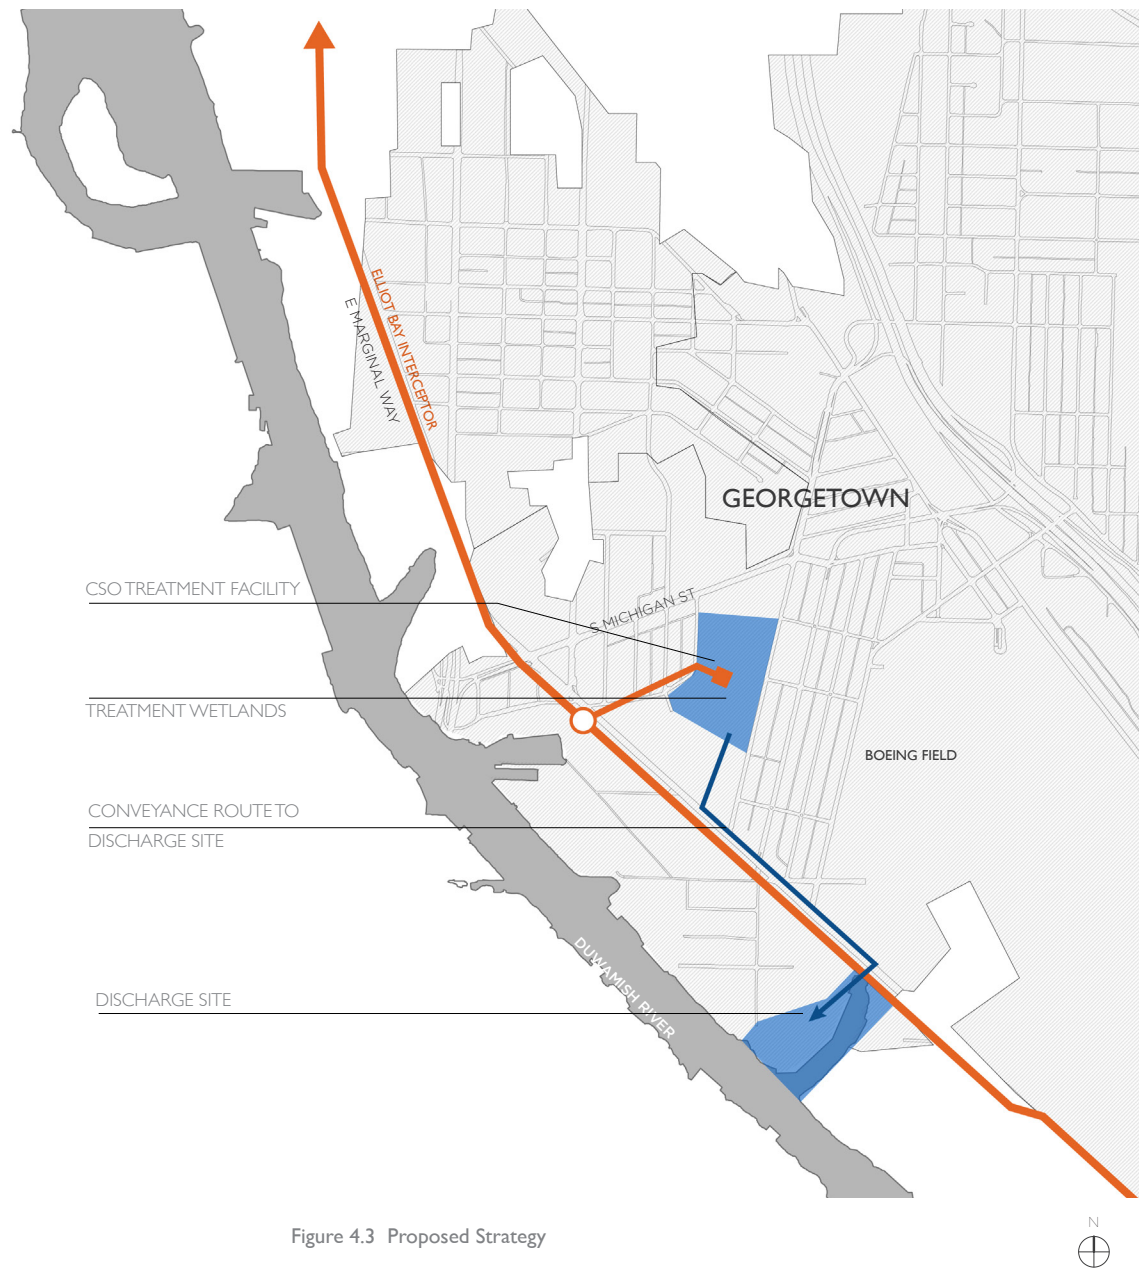 ELLIOT BAY INTERCEPTOR
E MARGINAL WAY
GEORGETOWN
CSO TREATMENT FACILITY
S MICHIGAN ST
TREATMENT WETLANDS
BOEING FIELD
CONVEYANCE ROUTE TO
DISCHARGE SITE
DUWAMISH RIVER
DISCHARGE SITE
Figure 4.3 Proposed Strategy
N